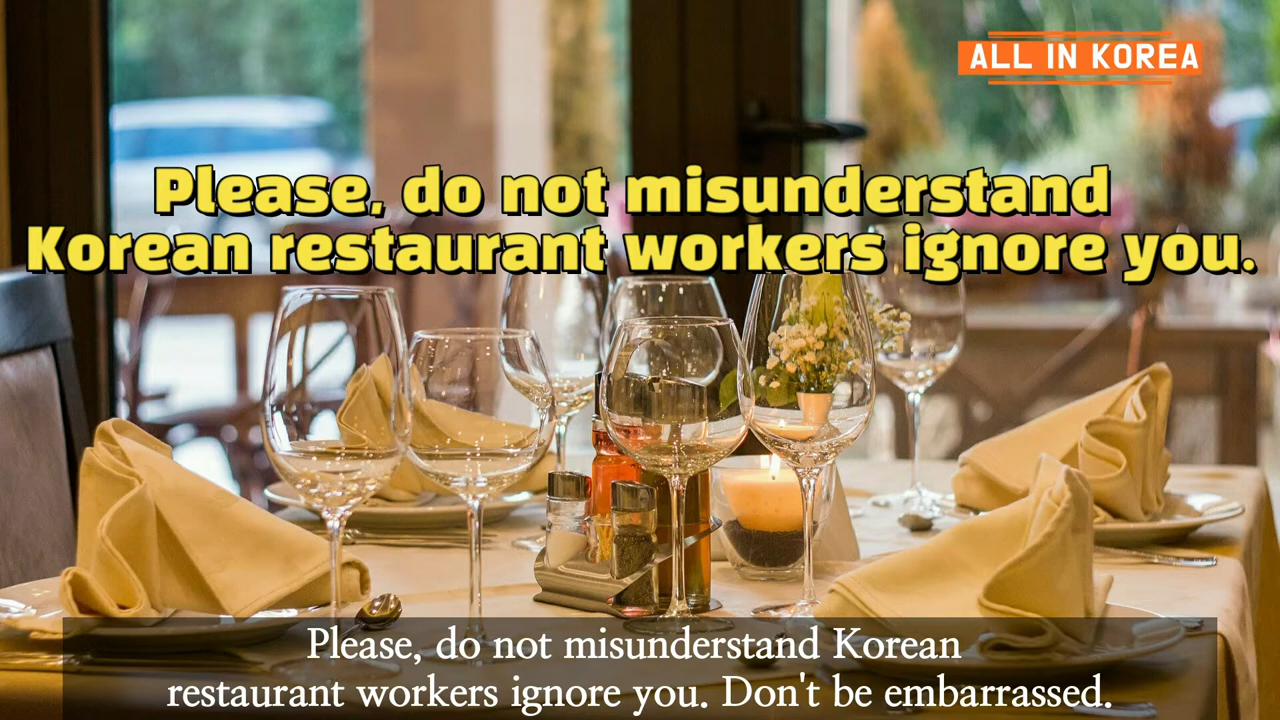 ALL IN KOREA
Please, do not misunderstand
Korean restaurant workers ignore you.
Please, do not misunderstand Korean
restaurant workers ignore you. Don't be embarrassed.